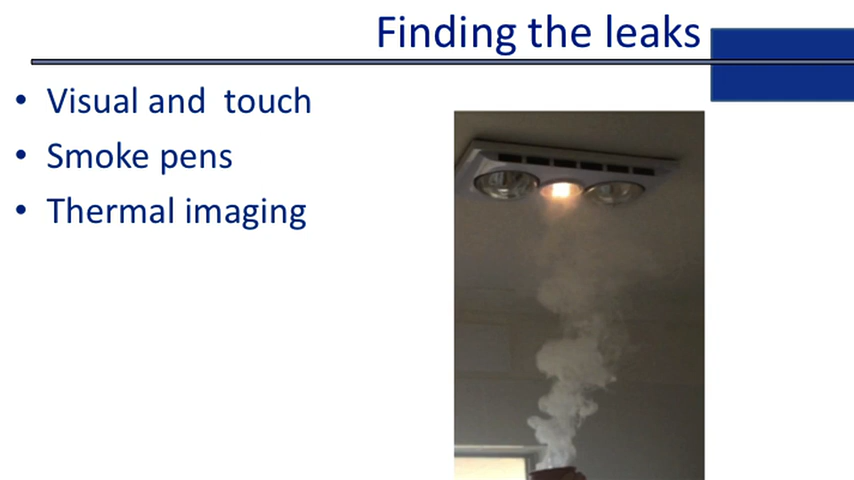 Finding the leaks
• Visual and  touch
• Smoke pens
• Thermal imaging